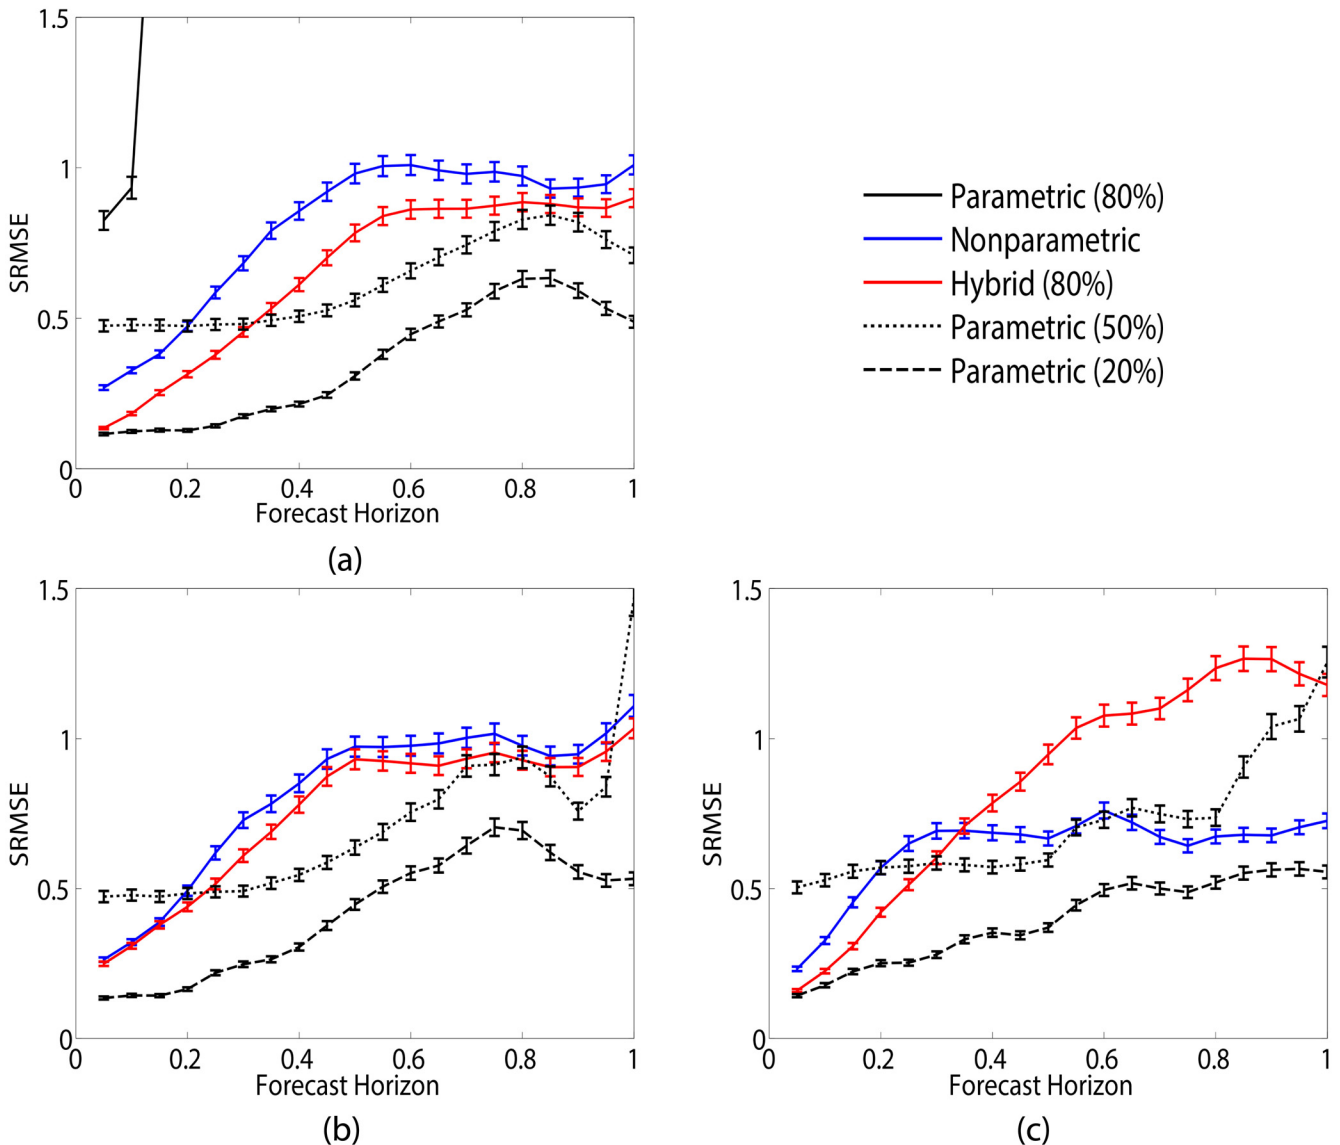 1.5
1
0.5
0
SRMSE
0 0.2 0.4 0.6 0.8 1
Forecast Horizon
(a)
Parametric (80%)
Nonparametric
Hybrid (80%)
Parametric (50%)
Parametric (20%)
1.5
1
0.5
0
SRMSE
0 0.2 0.4 0.6 0.8 1
Forecast Horizon
(b)
1.5
1
0.5
0
SRMSE
0 0.2 0.4 0.6 0.8 1
Forecast Horizon
(c)